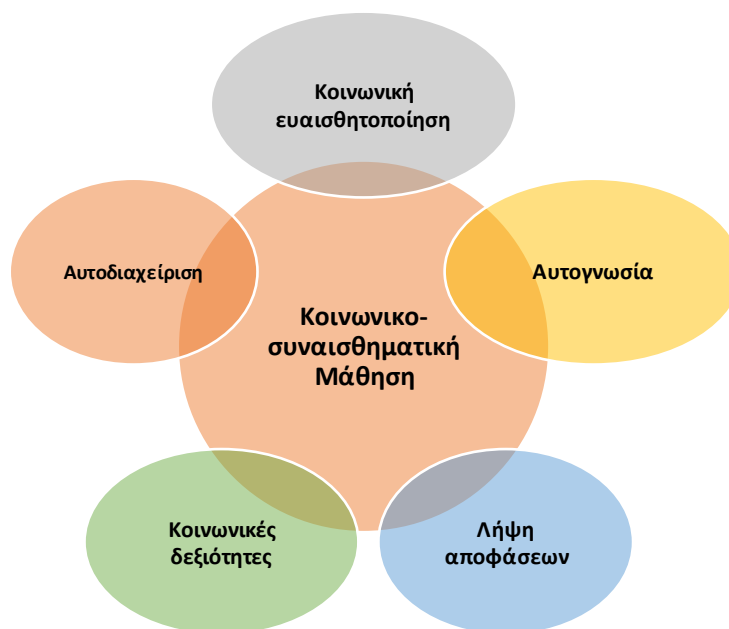 Κοινωνική
ευαισθητοποίηση
Αυτοδιαχείριση
Αυτογνωσία
Κοινωνικο-
συναισθηματική
Μάθηση
Κοινωνικές
δεξιότητες
Λήψη
αποφάσεων